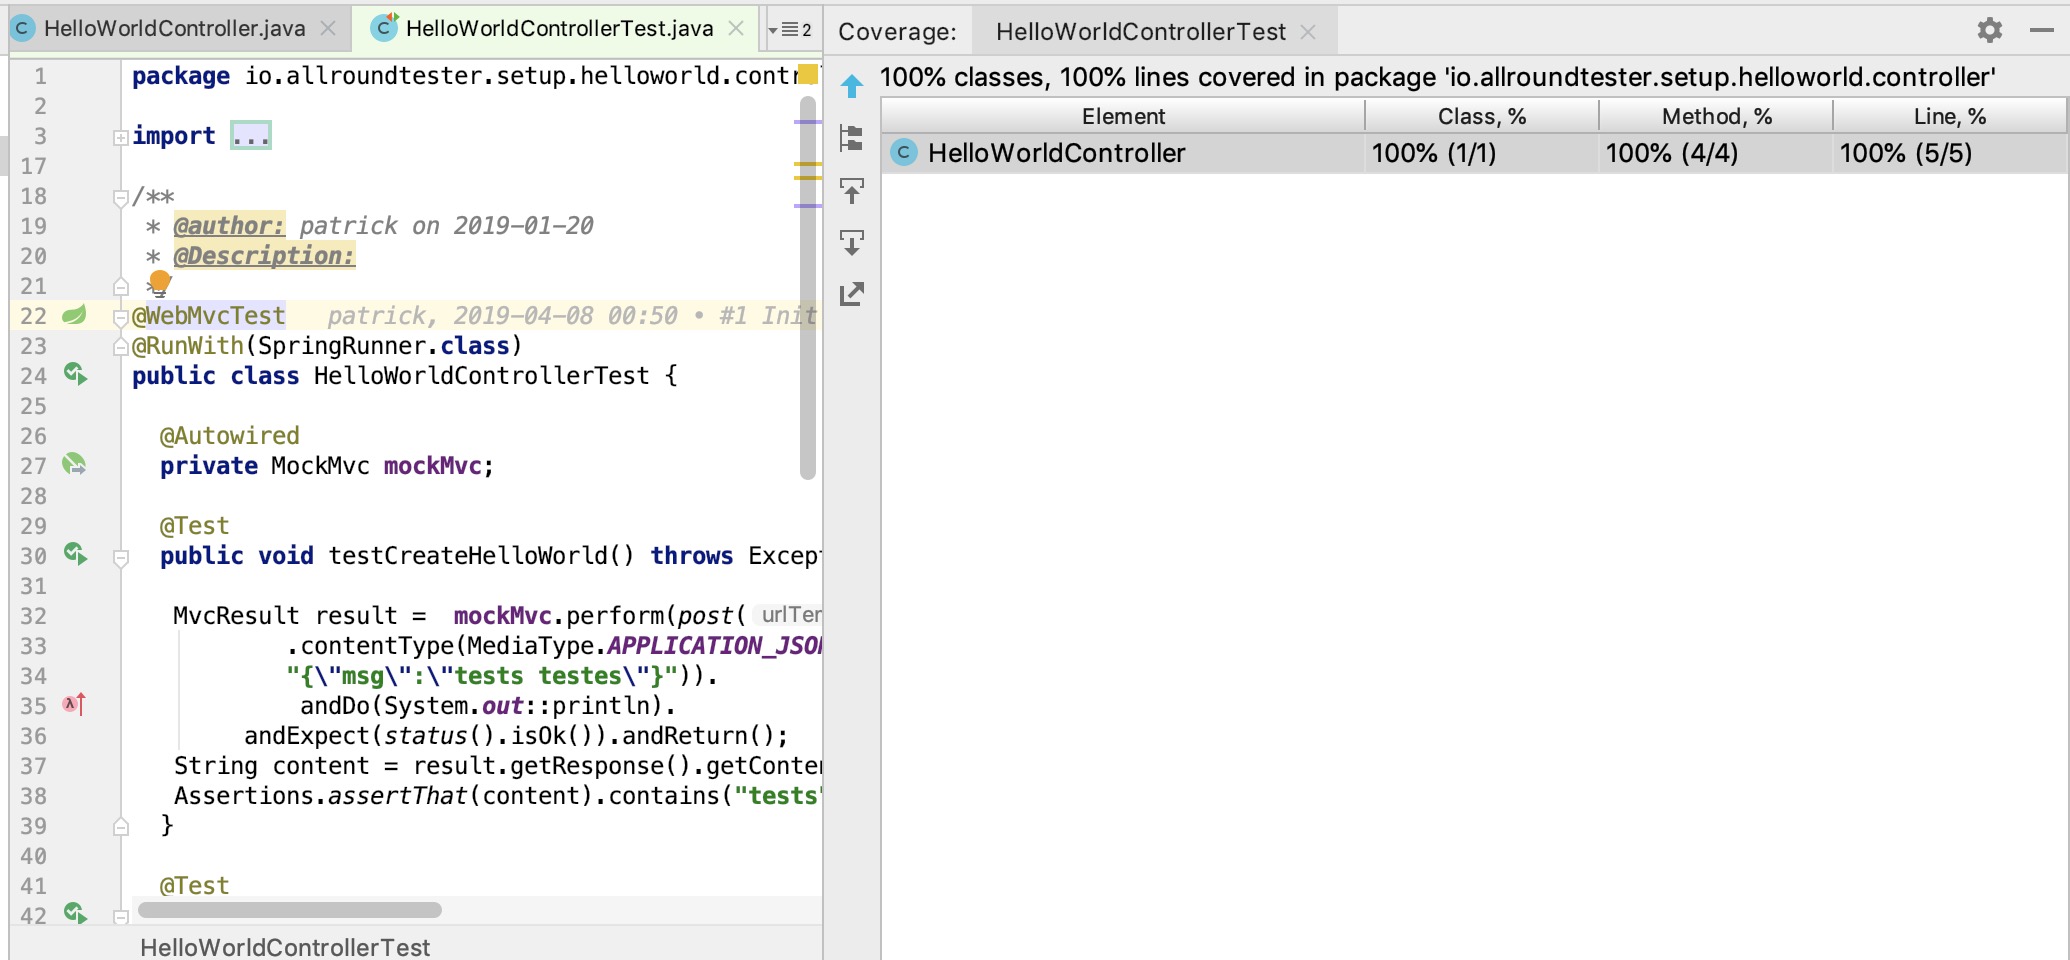 HelloWorldController.java
HelloWorldControllerTest.java
2
1 package io.allroundtester.setup.helloworld.contr
2
3 import ...
17
18 /**
19 * @author: patrick on 2019-01-20
20 * @Description:
21 */
22 @WebMvcTest patrick, 2019-04-08 00:50 • #1 Init
23 @RunWith(SpringRunner.class)
24 public class HelloWorldControllerTest {
25
26 @Autowired
27 private MockMvc mockMvc;
28
29 @Test
30 public void testCreateHelloWorld() throws Excep
31
32 MvcResult result = mockMvc.perform(post( urlTe
33 .contentType(MediaType.APPLICATION_JSO
34 "{\"msg\":\"tests testes\"}")).
35 andDo(System.out::println).
36 andExpect(status().isOk()).andReturn();
37 String content = result.getResponse().getConte
38 Assertions.assertThat(content).contains("tests"
39 }
40
41 @Test
42
HelloWorldControllerTest
Coverage: HelloWorldControllerTest
100% classes, 100% lines covered in package 'io.allroundtester.setup.helloworld.controller'
Element Class, % Method, % Line, %
C HelloWorldController 100% (1/1) 100% (4/4) 100% (5/5)